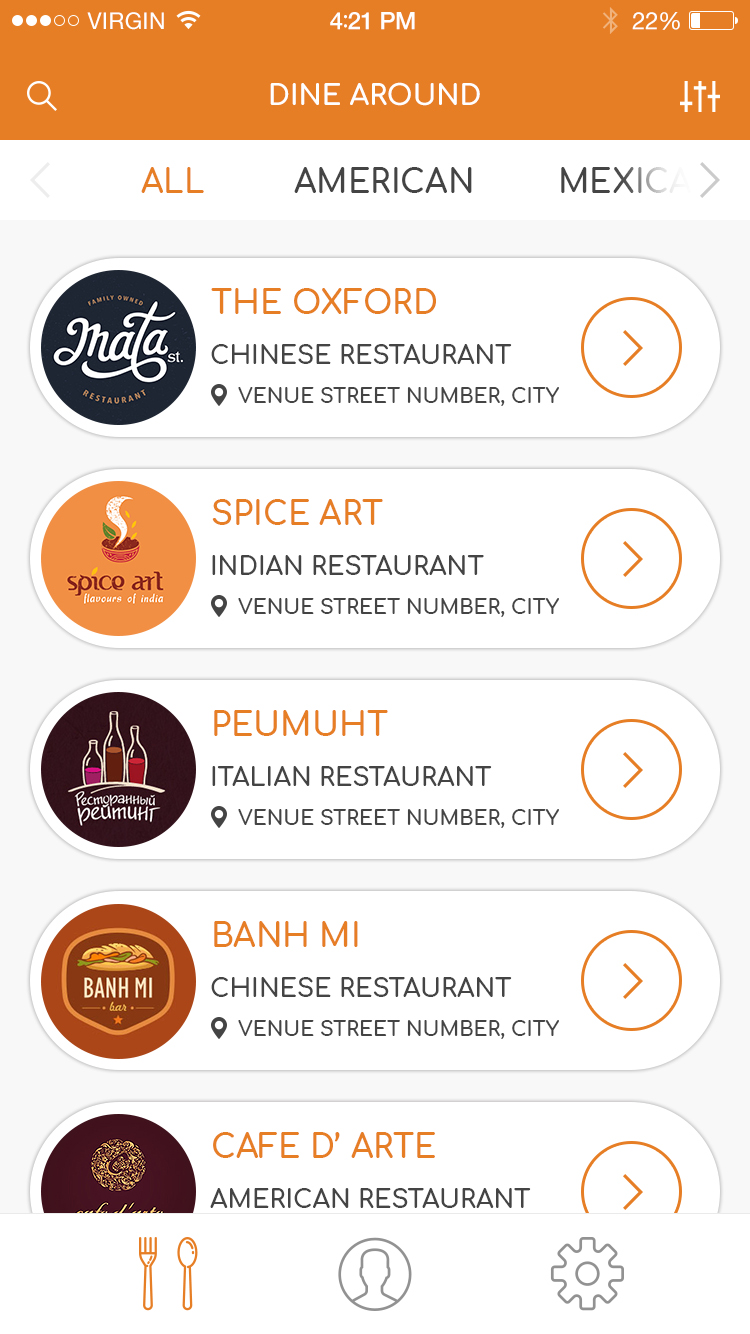 VIRGIN 4:21 PM 22%
DINE AROUND
ALL AMERICAN MEXICA
FAMILY OWNED
Mata st.
RESTAURANT
THE OXFORD
CHINESE RESTAURANT
VENUE STREET NUMBER, CITY
spice art
flavours of india
SPICE ART
INDIAN RESTAURANT
VENUE STREET NUMBER, CITY
Ресторанный
рейтинг
PEUMUHT
ITALIAN RESTAURANT
VENUE STREET NUMBER, CITY
BANH MI
bar
BANH MI
CHINESE RESTAURANT
VENUE STREET NUMBER, CITY
cafe d'arte
CAFE D’ ARTE
AMERICAN RESTAURANT